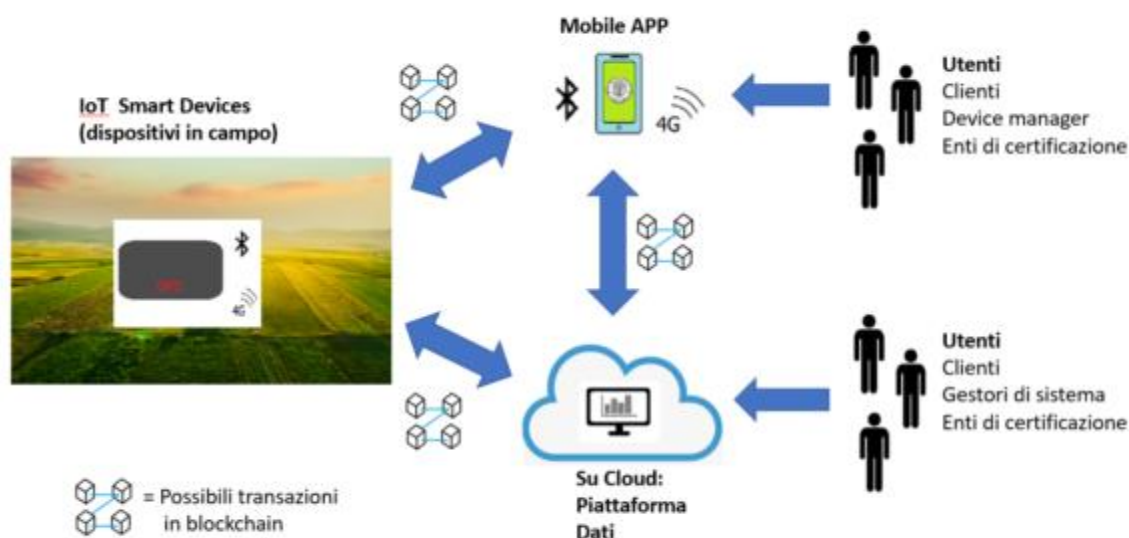 Mobile APP
IoT Smart Devices
(dispositivi in campo)
4G
Utenti
Clienti
Device manager
Enti di certificazione
4G
Utenti
Clienti
Gestori di sistema
Enti di certificazione
Su Cloud:
Piattaforma
Dati
= Possibili transazioni
in blockchain